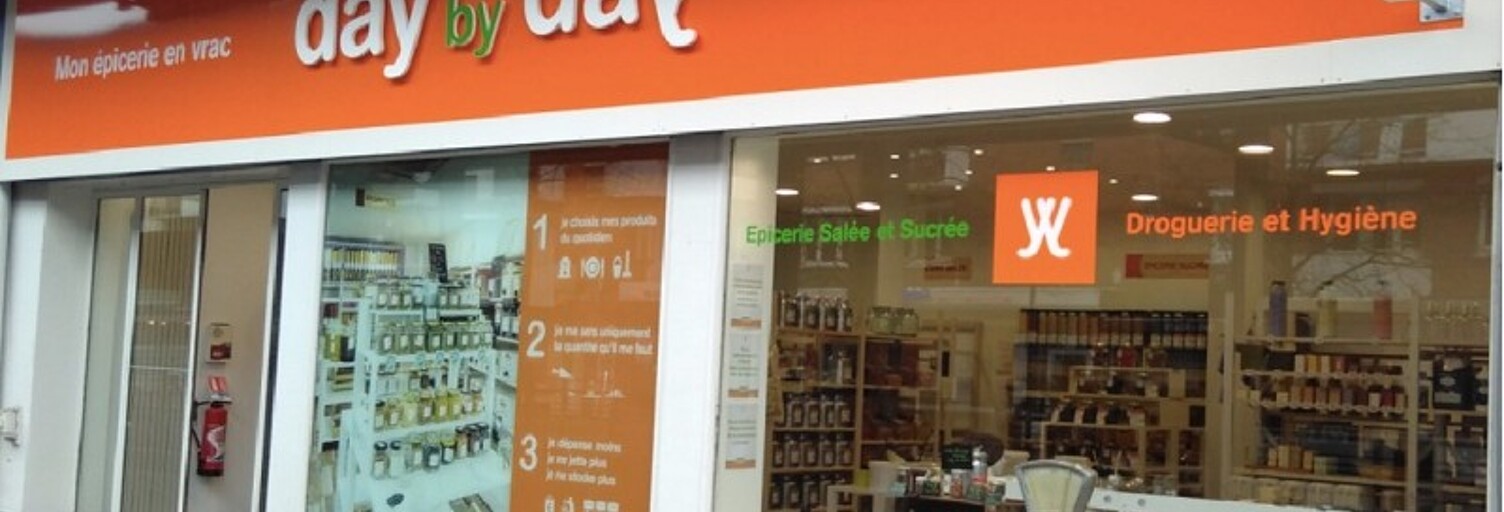 Mon épicerie en vrac
day by day
1
je choisis mes produits
du quotidien
2
je me sers uniquement
la quantité qu'il me faut
3
je dépense moins
je ne jette plus
je ne stocke plus
Epicerie Salée et Sucrée
Droguerie et Hygiène